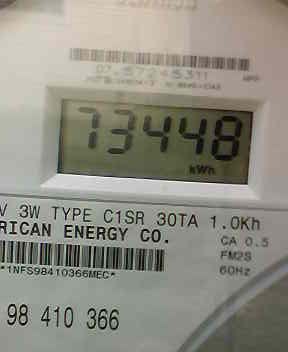 73448
kWh
V 3W TYPE C1SR 30TA 1.0Kh
RICAN ENERGY CO.
CA 0.5
FM2S
60Hz
*1NFS98410366MEC*
98 410 366